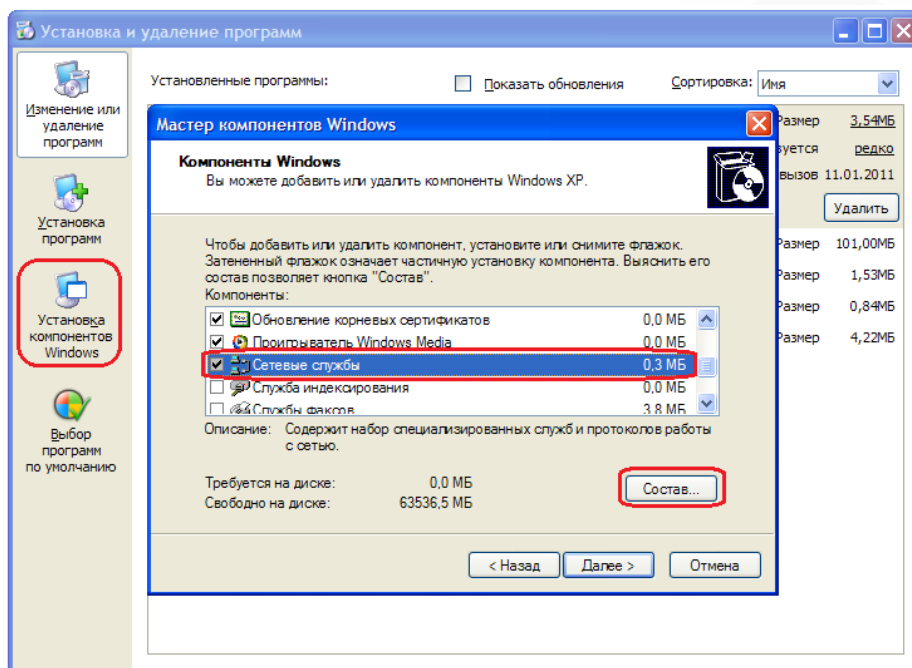 Установка и удаление программ
Изменение или
удаление
программ
Установка
программ
Установка
компонентов
Windows
Выбор
программ
по умолчанию
Установленные программы:
Показать обновления
Сортировка: Имя
Размер 3,54МБ
зуется редко
вызов 11.01.2011
Удалить
Размер 101,00МБ
Размер 1,53МБ
Размер 0,84МБ
Размер 4,22МБ
Мастер компонентов Windows
Компоненты Windows
Вы можете добавить или удалить компоненты Windows XP.
Чтобы добавить или удалить компонент, установите или снимите флажок.
Затененный флажок означает частичную установку компонента. Выяснить его
состав позволяет кнопка "Состав".
Компоненты:
Обновление корневых сертификатов 0,0 МБ
Проигрыватель Windows Media 0,0 МБ
Сетевые службы 0,3 МБ
Служба индексирования 0,0 МБ
Службы факсов 3,8 МБ
Описание: Содержит набор специализированных служб и протоколов работы
с сетью.
Требуется на диске: 0,0 МБ
Свободно на диске: 63536,5 МБ
Состав...
< Назад
Далее >
Отмена